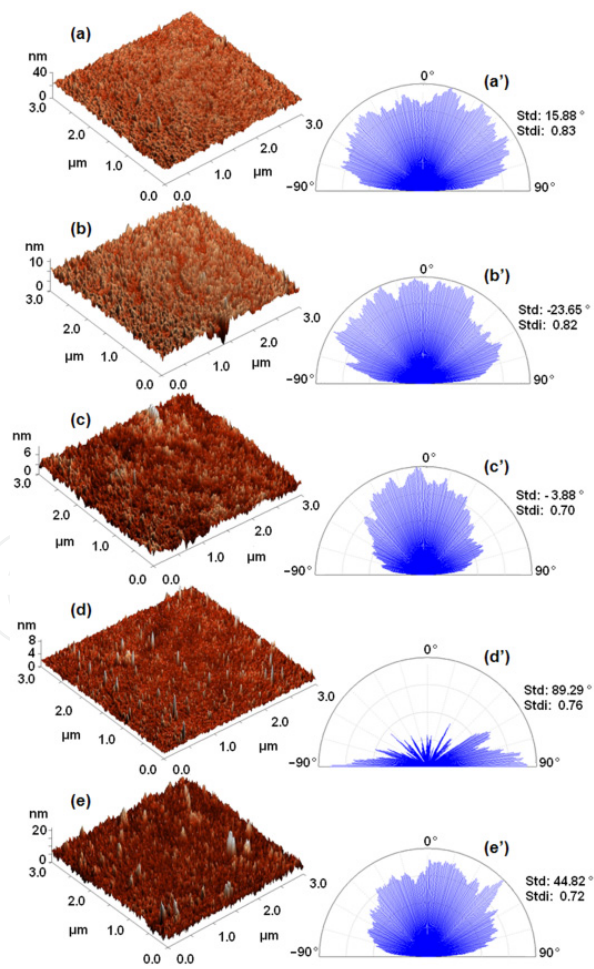 (a)
nm
40
0
3.0
2.0
µm
1.0
0.0
0.0
1.0
µm
2.0
3.0
(a')
0°
−90°
90°
Std: 15.88°
Stdi: 0.83
(b)
nm
10
0
3.0
2.0
µm
1.0
0.0
0.0
1.0
µm
2.0
3.0
(b')
0°
−90°
90°
Std: -23.65°
Stdi: 0.82
(c)
nm
6
0
3.0
2.0
µm
1.0
0.0
0.0
1.0
µm
2.0
3.0
(c')
0°
−90°
90°
Std: - 3.88°
Stdi: 0.70
(d)
nm
8
4
0
3.0
2.0
µm
1.0
0.0
0.0
1.0
µm
2.0
3.0
(d')
0°
−90°
90°
Std: 89.29°
Stdi: 0.76
(e)
nm
20
0
3.0
2.0
µm
1.0
0.0
0.0
1.0
µm
2.0
3.0
(e')
0°
−90°
90°
Std: 44.82°
Stdi: 0.72